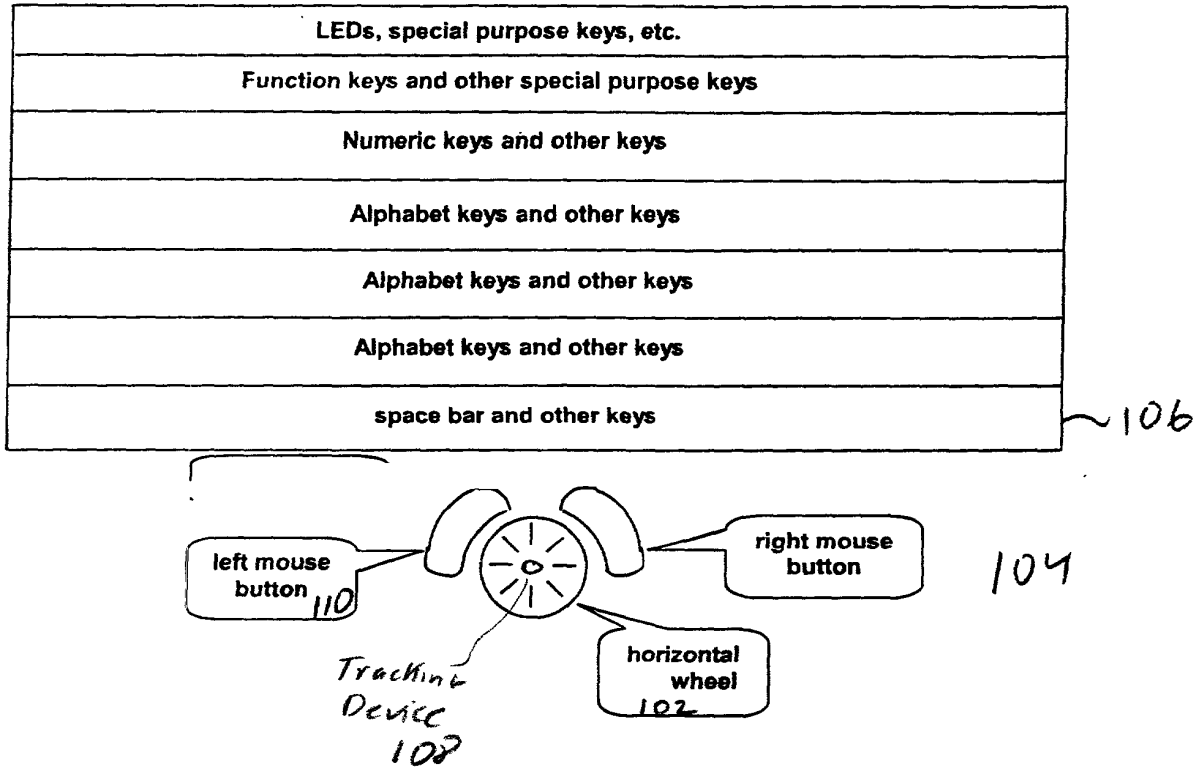 LEDs, special purpose keys, etc.
Function keys and other special purpose keys
Numeric keys and other keys
Alphabet keys and other keys
Alphabet keys and other keys
Alphabet keys and other keys
space bar and other keys
106
left mouse
button
110
right mouse
button
104
horizontal
wheel
102
Tracking
Device
108